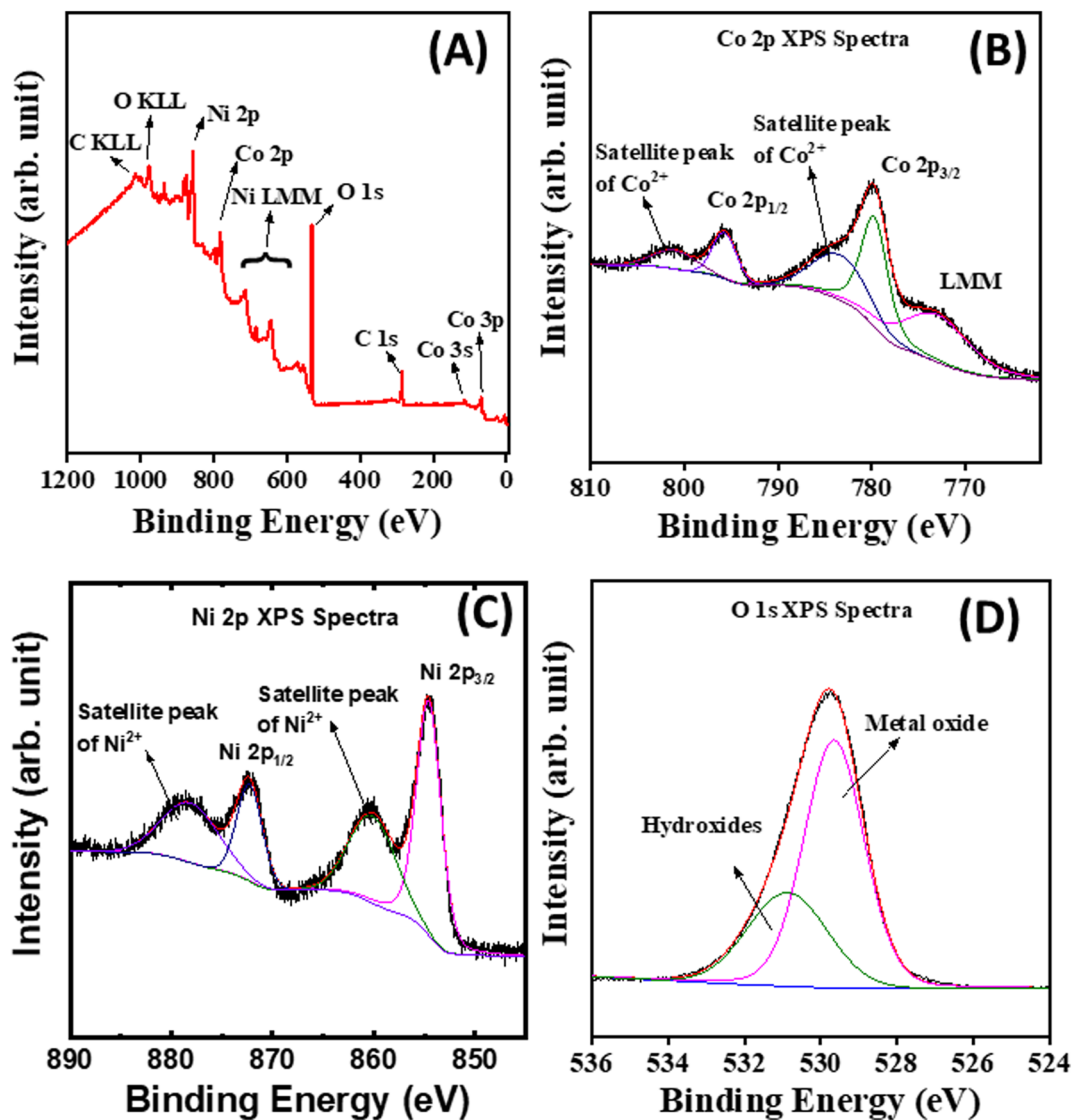 (A)
O KLL
Ni 2p
C KLL
Co 2p
Ni LMM
O 1s
C 1s
Co 3p
Co 3s
Intensity (arb. unit)
1200 1000 800 600 400 200 0
Binding Energy (eV)
Co 2p XPS Spectra
(B)
Satellite peak
of Co²⁺
Satellite peak
of Co²⁺
Co 2p₃/₂
Co 2p₁/₂
LMM
Intensity (arb. unit)
810 800 790 780 770
Binding Energy (eV)
(C)
Ni 2p XPS Spectra
Ni 2p₃/₂
Satellite peak
of Ni²⁺
Satellite peak
of Ni²⁺
Ni 2p₁/₂
Intensity (arb. unit)
890 880 870 860 850
Binding Energy (eV)
O 1s XPS Spectra
(D)
Metal oxide
Hydroxides
Intensity (arb. unit)
536 534 532 530 528 526 524
Binding Energy (eV)